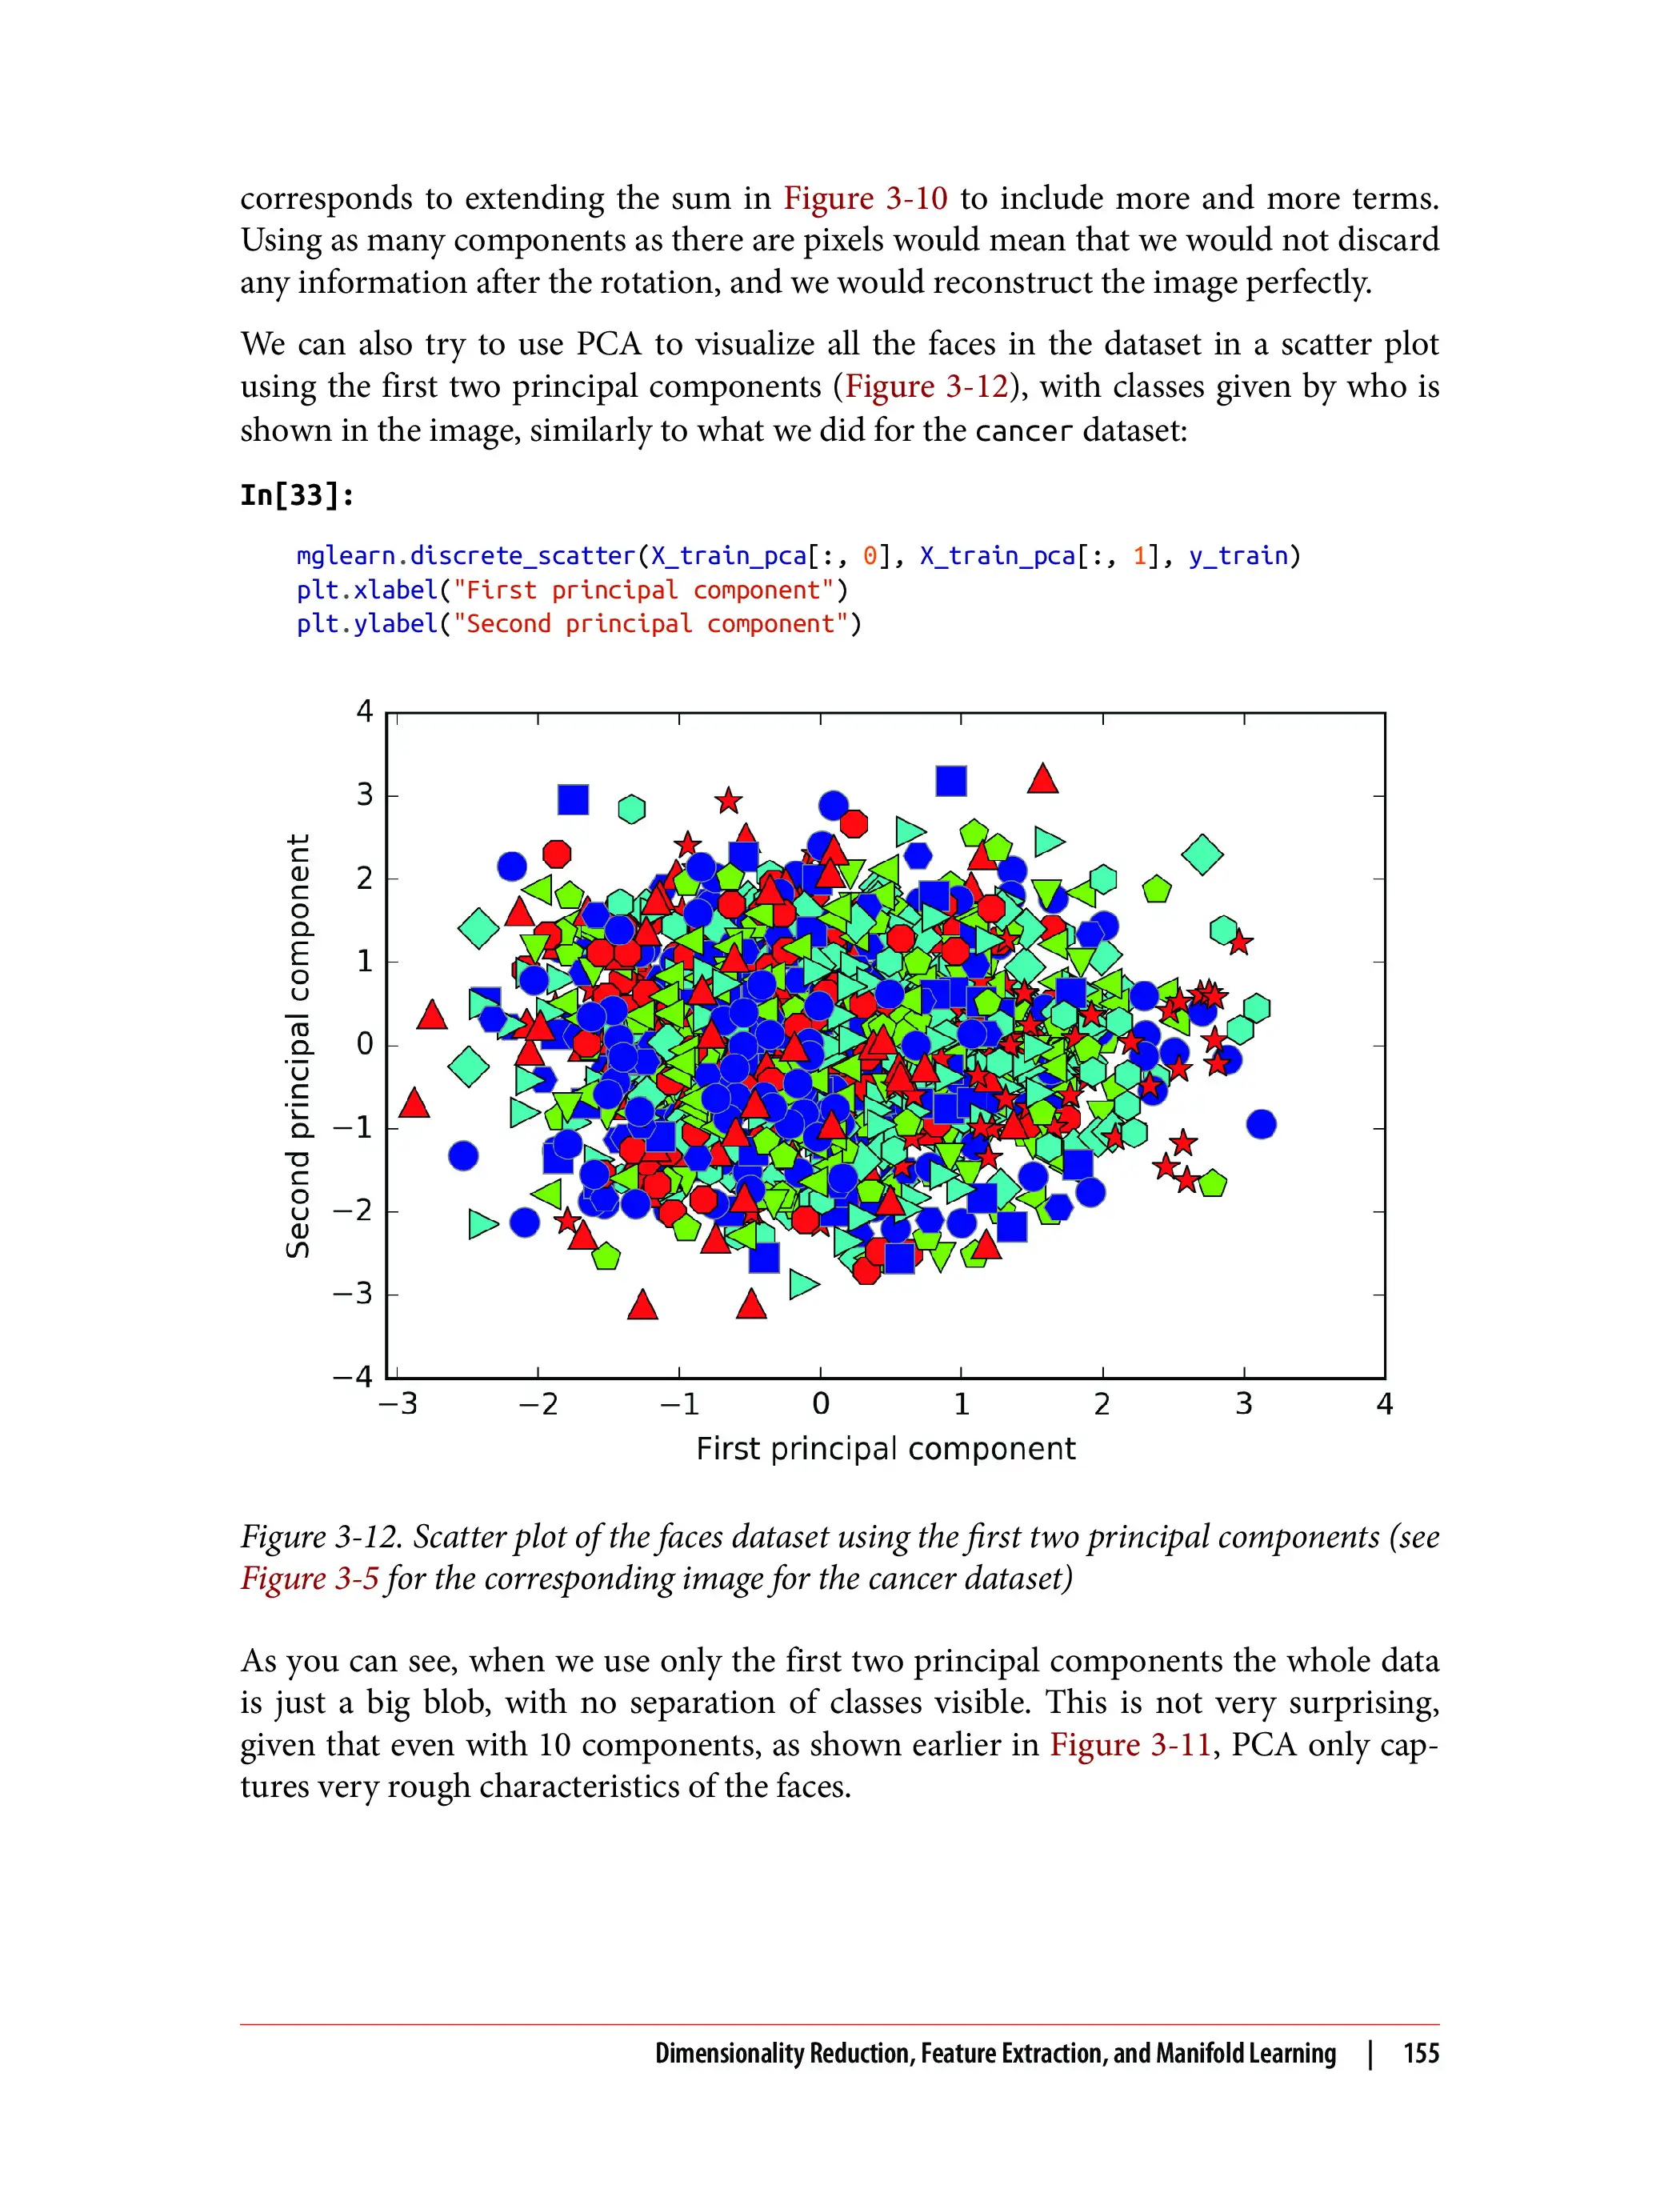 corresponds to extending the sum in Figure 3-10 to include more and more terms.
Using as many components as there are pixels would mean that we would not discard
any information after the rotation, and we would reconstruct the image perfectly.
We can also try to use PCA to visualize all the faces in the dataset in a scatter plot
using the first two principal components (Figure 3-12), with classes given by who is
shown in the image, similarly to what we did for the cancer dataset:
In[33]:
mglearn.discrete_scatter(X_train_pca[:, 0], X_train_pca[:, 1], y_train)
plt.xlabel("First principal component")
plt.ylabel("Second principal component")
4
3
2
1
0
−1
−2
−3
−4
Second principal component
−3 −2 −1 0 1 2 3 4
First principal component
Figure 3-12. Scatter plot of the faces dataset using the first two principal components (see
Figure 3-5 for the corresponding image for the cancer dataset)
As you can see, when we use only the first two principal components the whole data
is just a big blob, with no separation of classes visible. This is not very surprising,
given that even with 10 components, as shown earlier in Figure 3-11, PCA only cap-
tures very rough characteristics of the faces.
Dimensionality Reduction, Feature Extraction, and Manifold Learning | 155